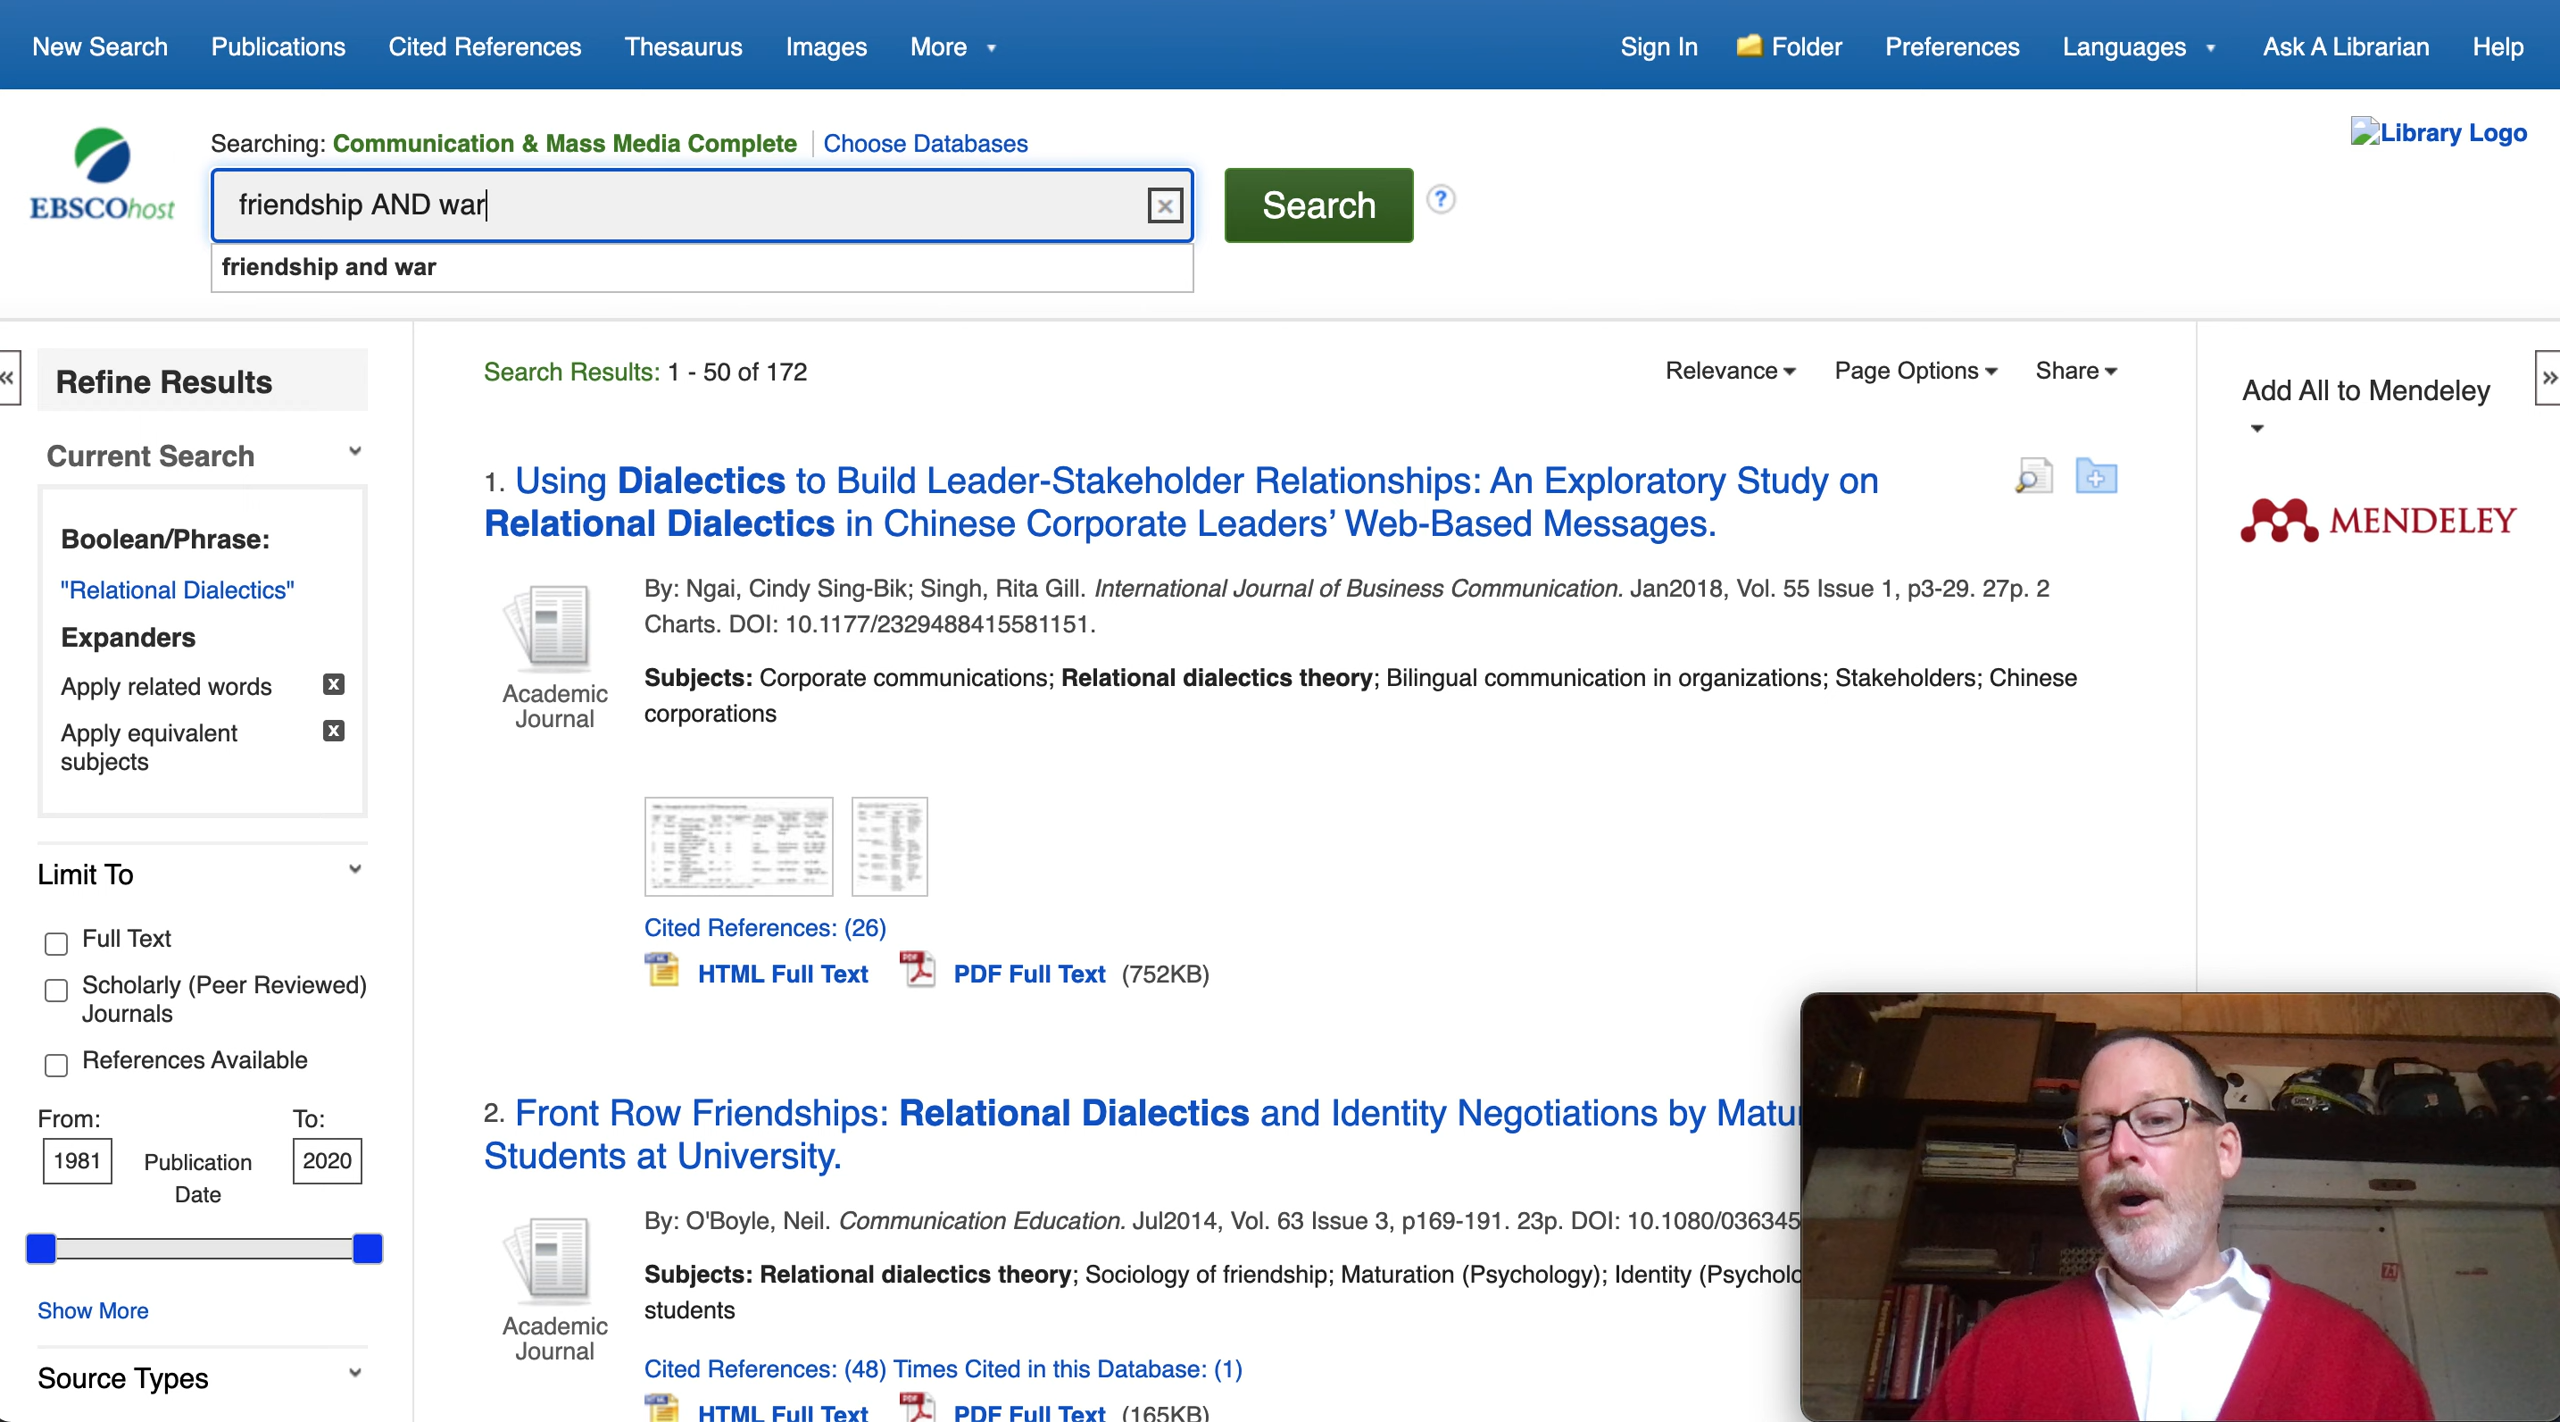 New Search Publications Cited References Thesaurus Images More Sign In Folder Preferences Languages Ask A Librarian Help
EBSCOhost
Searching: Communication & Mass Media Complete Choose Databases
friendship AND war
Search
?
friendship and war
Library Logo
Refine Results
Current Search
Boolean/Phrase:
"Relational Dialectics"
Expanders
Apply related words
Apply equivalent
subjects
Limit To
Full Text
Scholarly (Peer Reviewed)
Journals
References Available
From: To:
1981 Publication Date 2020
Show More
Source Types
Search Results: 1 - 50 of 172
Relevance Page Options Share
1. Using Dialectics to Build Leader-Stakeholder Relationships: An Exploratory Study on
Relational Dialectics in Chinese Corporate Leaders’ Web-Based Messages.
Academic
Journal
By: Ngai, Cindy Sing-Bik; Singh, Rita Gill. International Journal of Business Communication. Jan2018, Vol. 55 Issue 1, p3-29. 27p. 2
Charts. DOI: 10.1177/2329488415581151.
Subjects: Corporate communications; Relational dialectics theory; Bilingual communication in organizations; Stakeholders; Chinese
corporations
Cited References: (26)
HTML Full Text PDF Full Text (752KB)
2. Front Row Friendships: Relational Dialectics and Identity Negotiations by Matu
Students at University.
Academic
Journal
By: O'Boyle, Neil. Communication Education. Jul2014, Vol. 63 Issue 3, p169-191. 23p. DOI: 10.1080/036345
Subjects: Relational dialectics theory; Sociology of friendship; Maturation (Psychology); Identity (Psycholo
students
Cited References: (48) Times Cited in this Database: (1)
HTML Full Text PDF Full Text (165KB)
Add All to Mendeley
MENDELEY